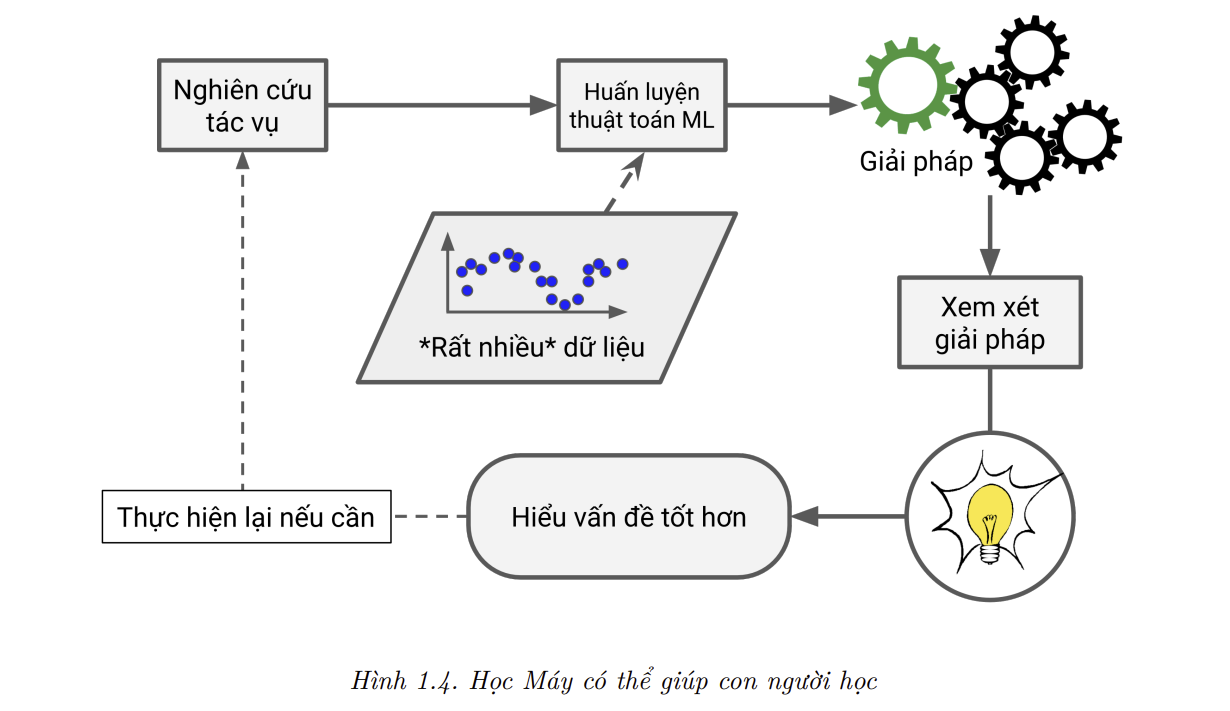 Nghiên cứu
tác vụ
Huấn luyện
thuật toán ML
Giải pháp
*Rất nhiều* dữ liệu
Xem xét
giải pháp
Hiểu vấn đề tốt hơn
Thực hiện lại nếu cần
Hình 1.4. Học Máy có thể giúp con người học